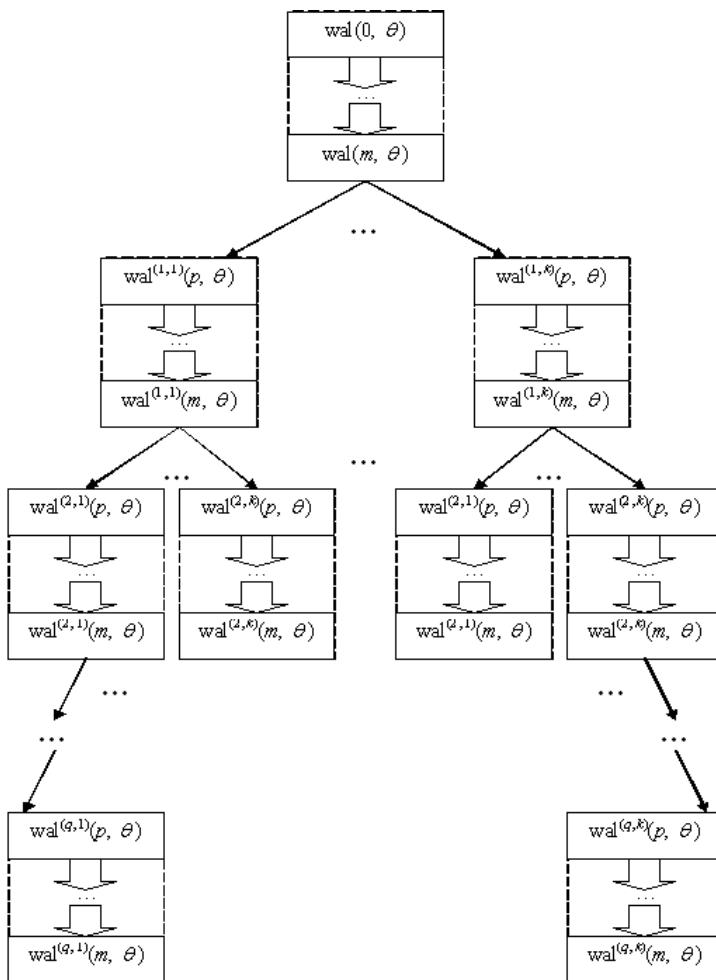 wal(0, θ)
...
wal(m, θ)
...
wal^(1,1)(p, θ) wal^(1,k)(p, θ)
... ...
wal^(1,1)(m, θ) wal^(1,k)(m, θ)
... ... ...
wal^(2,1)(p, θ) wal^(2,k)(p, θ) wal^(2,1)(p, θ) wal^(2,k)(p, θ)
... ... ... ...
wal^(2,1)(m, θ) wal^(2,k)(m, θ) wal^(2,1)(m, θ) wal^(2,k)(m, θ)
... ...
... ...
wal^(q,1)(p, θ) wal^(q,k)(p, θ)
... ...
wal^(q,1)(m, θ) wal^(q,k)(m, θ)